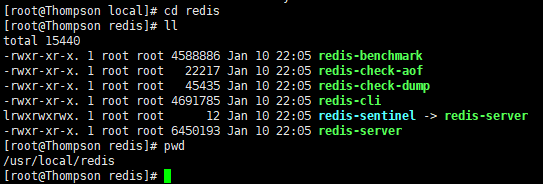 [root@Thompson local]# cd redis
[root@Thompson redis]# ll
total 15440
-rwxr-xr-x. 1 root root 4588886 Jan 10 22:05 redis-benchmark
-rwxr-xr-x. 1 root root   22217 Jan 10 22:05 redis-check-aof
-rwxr-xr-x. 1 root root   45435 Jan 10 22:05 redis-check-dump
-rwxr-xr-x. 1 root root 4691785 Jan 10 22:05 redis-cli
lrwxrwxrwx. 1 root root      12 Jan 10 22:05 redis-sentinel -> redis-server
-rwxr-xr-x. 1 root root 6450193 Jan 10 22:05 redis-server
[root@Thompson redis]# pwd
/usr/local/redis
[root@Thompson redis]#